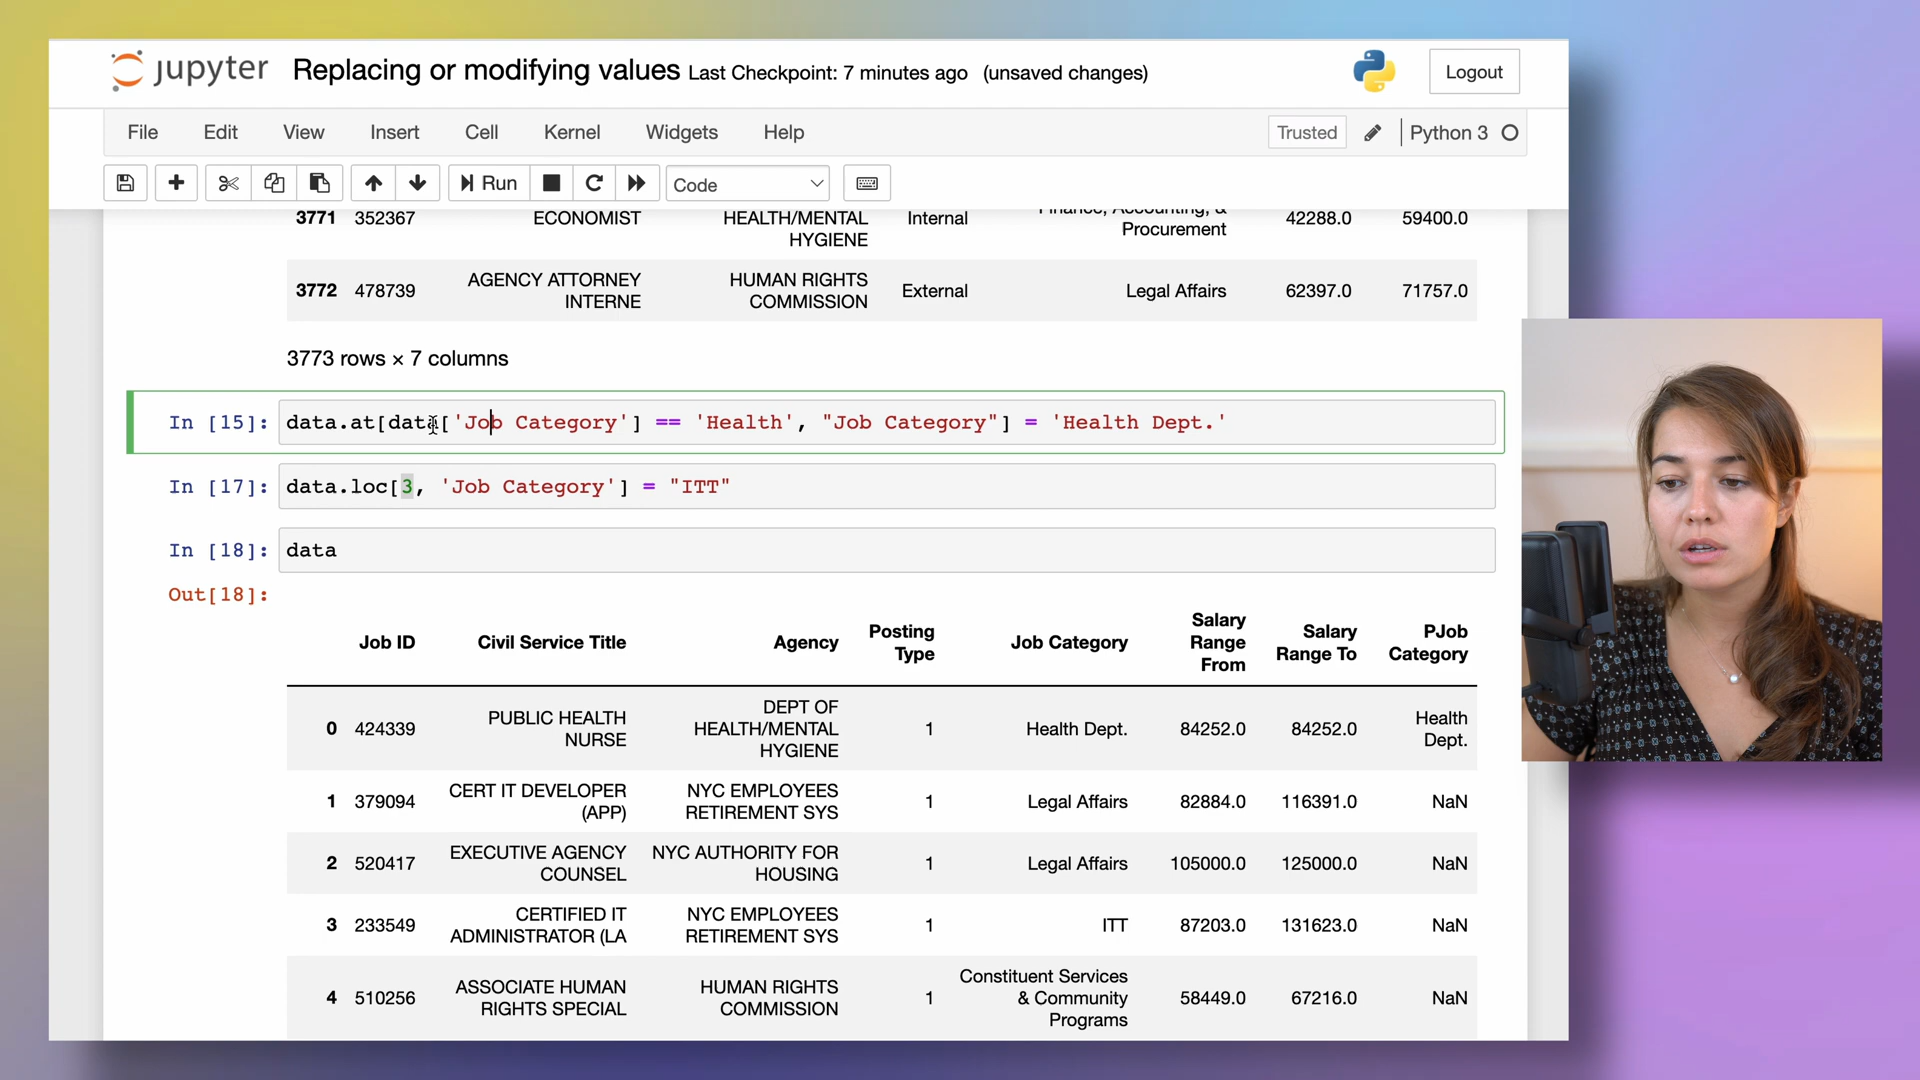 jupyter Replacing or modifying values Last Checkpoint: 7 minutes ago (unsaved changes) Logout
File Edit View Insert Cell Kernel Widgets Help Trusted Python 3
Run Code
3771 352367 ECONOMIST HEALTH/MENTAL HYGIENE Internal Finance, Accounting, & Procurement 42288.0 59400.0
3772 478739 AGENCY ATTORNEY INTERNE HUMAN RIGHTS COMMISSION External Legal Affairs 62397.0 71757.0
3773 rows × 7 columns
In [15]: data.at[data['Job Category'] == 'Health', "Job Category"] = 'Health Dept.'
In [17]: data.loc[3, 'Job Category'] = "ITT"
In [18]: data
Out[18]:
Job ID Civil Service Title Agency Posting Type Job Category Salary Range From Salary Range To PJob Category
0 424339 PUBLIC HEALTH NURSE DEPT OF HEALTH/MENTAL HYGIENE 1 Health Dept. 84252.0 84252.0 Health Dept.
1 379094 CERT IT DEVELOPER (APP) NYC EMPLOYEES RETIREMENT SYS 1 Legal Affairs 82884.0 116391.0 NaN
2 520417 EXECUTIVE AGENCY COUNSEL NYC AUTHORITY FOR HOUSING 1 Legal Affairs 105000.0 125000.0 NaN
3 233549 CERTIFIED IT ADMINISTRATOR (LA NYC EMPLOYEES RETIREMENT SYS 1 ITT 87203.0 131623.0 NaN
4 510256 ASSOCIATE HUMAN RIGHTS SPECIAL HUMAN RIGHTS COMMISSION 1 Constituent Services & Community Programs 58449.0 67216.0 NaN